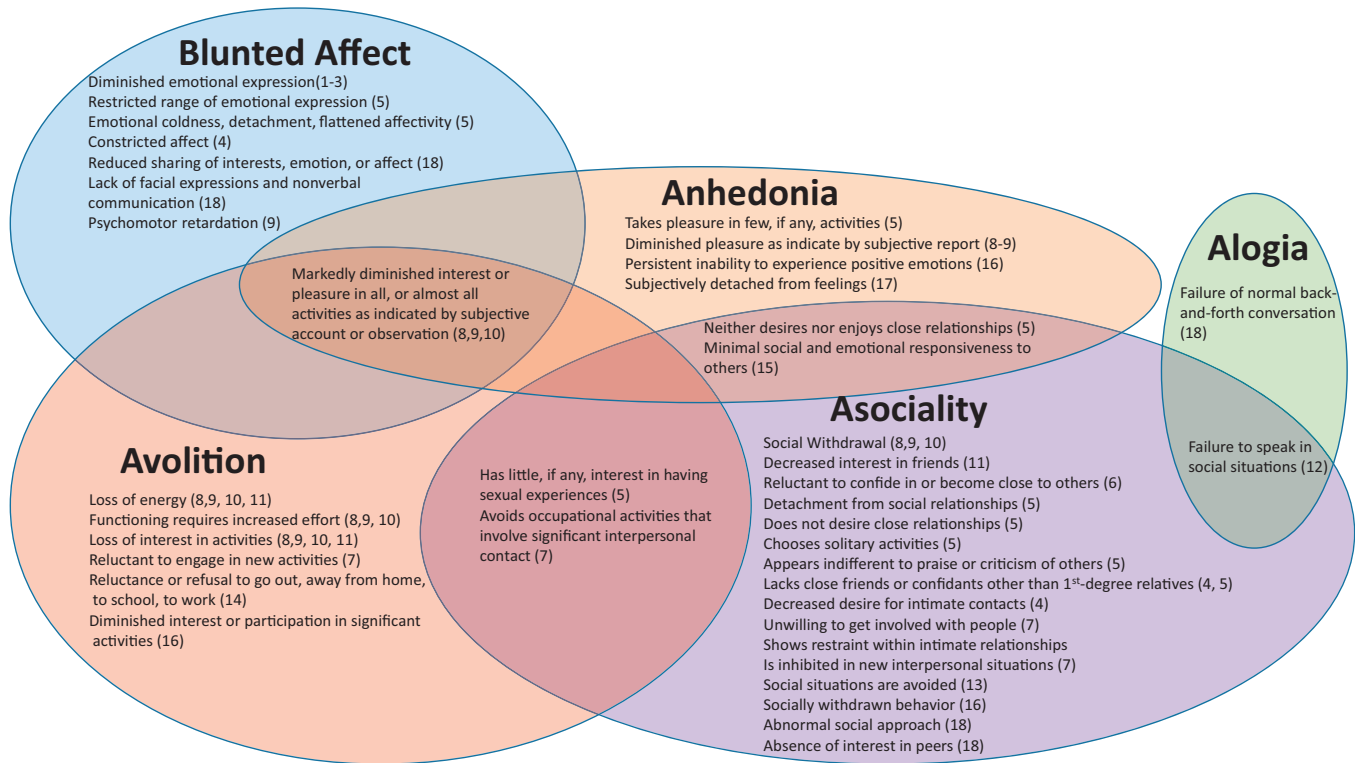 Blunted Affect
Diminished emotional expression(1-3)
Restricted range of emotional expression (5)
Emotional coldness, detachment, flattened affectivity (5)
Constricted affect (4)
Reduced sharing of interests, emotion, or affect (18)
Lack of facial expressions and nonverbal
communication (18)
Psychomotor retardation (9)
Anhedonia
Takes pleasure in few, if any, activities (5)
Diminished pleasure as indicate by subjective report (8-9)
Persistent inability to experience positive emotions (16)
Subjectively detached from feelings (17)
Alogia
Failure of normal back-
and-forth conversation
(18)
Markedly diminished interest or
pleasure in all, or almost all
activities as indicated by subjective
account or observation (8,9,10)
Neither desires nor enjoys close relationships (5)
Minimal social and emotional responsiveness to
others (15)
Failure to speak in
social situations (12)
Avolition
Loss of energy (8,9, 10, 11)
Functioning requires increased effort (8,9, 10)
Loss of interest in activities (8,9, 10, 11)
Reluctant to engage in new activities (7)
Reluctance or refusal to go out, away from home,
to school, to work (14)
Diminished interest or participation in significant
activities (16)
Has little, if any, interest in having
sexual experiences (5)
Avoids occupational activities that
involve significant interpersonal
contact (7)
Asociality
Social Withdrawal (8,9, 10)
Decreased interest in friends (11)
Reluctant to confide in or become close to others (6)
Detachment from social relationships (5)
Does not desire close relationships (5)
Chooses solitary activities (5)
Appears indifferent to praise or criticism of others (5)
Lacks close friends or confidants other than 1st-degree relatives (4, 5)
Decreased desire for intimate contacts (4)
Unwilling to get involved with people (7)
Shows restraint within intimate relationships
Is inhibited in new interpersonal situations (7)
Social situations are avoided (13)
Socially withdrawn behavior (16)
Abnormal social approach (18)
Absence of interest in peers (18)